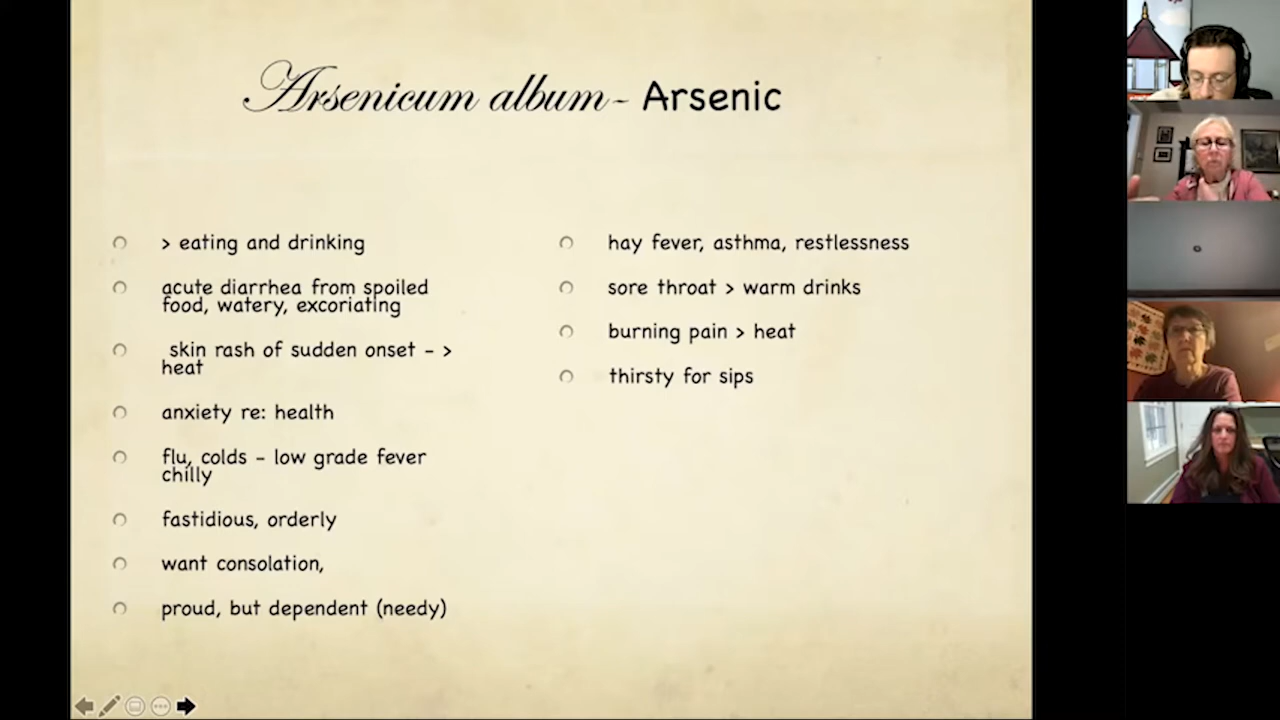 Arsenicum album - Arsenic
> eating and drinking
acute diarrhea from spoiled
food, watery, excoriating
skin rash of sudden onset - >
heat
anxiety re: health
flu, colds - low grade fever
chilly
fastidious, orderly
want consolation,
proud, but dependent (needy)
hay fever, asthma, restlessness
sore throat > warm drinks
burning pain > heat
thirsty for sips